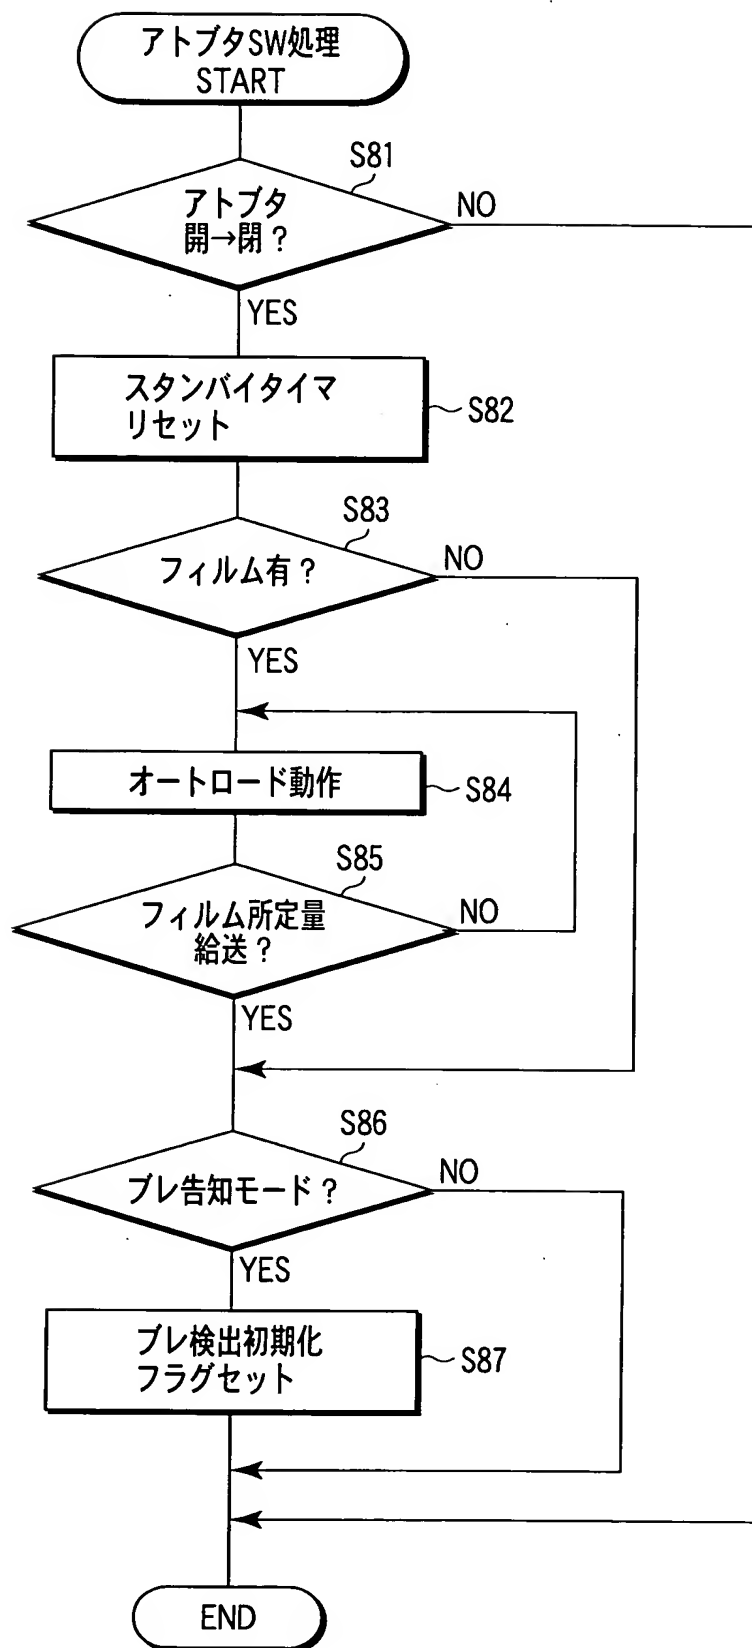 アトブタSW処理
START
S81
アトブタ
開→閉？
NO
YES
スタンバイタイマ
リセット
S82
S83
フィルム有？
NO
YES
オートロード動作
S84
S85
フィルム所定量
給送？
NO
YES
S86
ブレ告知モード？
NO
YES
ブレ検出初期化
フラグセット
S87
END